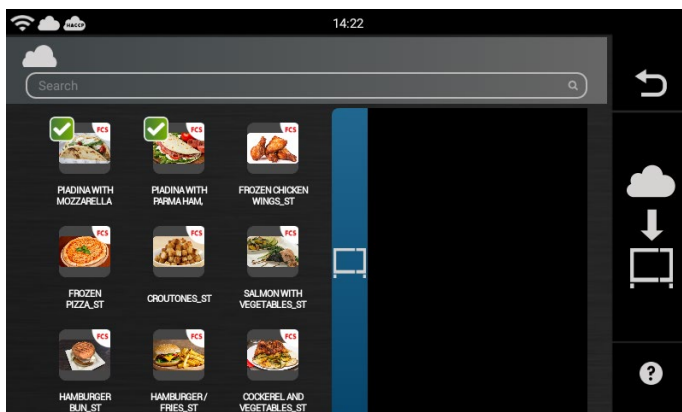 HACCP
14:22
Search
FCS
FCS
FCS
PIADINA WITH
MOZZARELLA
PIADINA WITH
PARMA HAM,
FROZEN CHICKEN
WINGS_ST
FCS
FCS
FCS
FROZEN
PIZZA_ST
CROUTONES_ST
SALMON WITH
VEGETABLES_ST
FCS
FCS
FCS
HAMBURGER
BUN_ST
HAMBURGER/
FRIES_ST
COCKEREL AND
VEGETABLES_ST
?